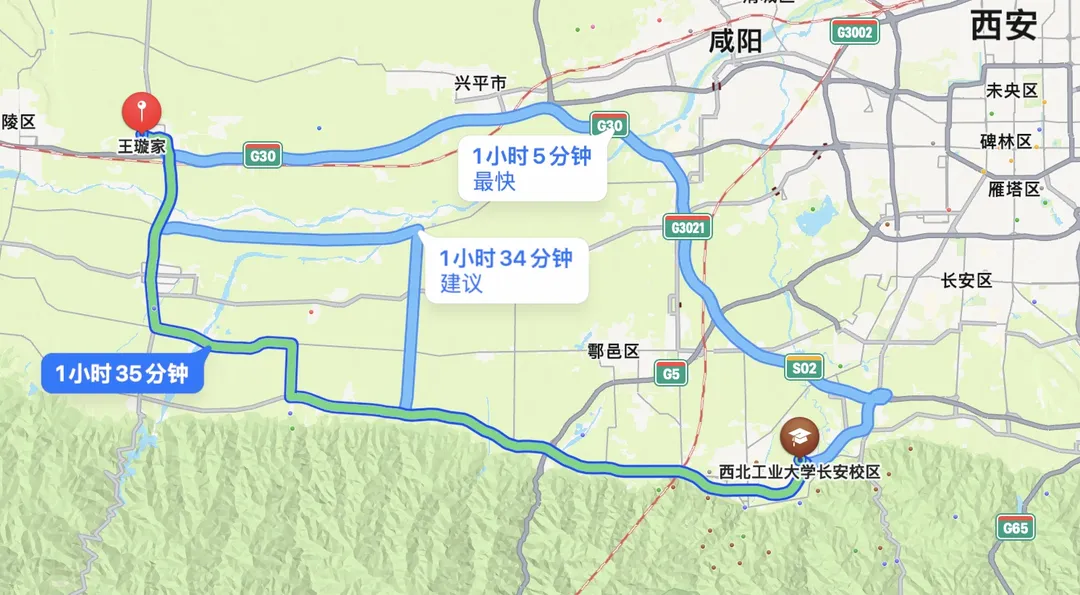 咸阳
G3002
西安
兴平市
未央区
陵区
G30
碑林区
王璇家
G30
1小时5分钟
最快
雁塔区
G3021
1小时34分钟
建议
长安区
鄠邑区
1小时35分钟
G5
S02
西北工业大学长安校区
G65